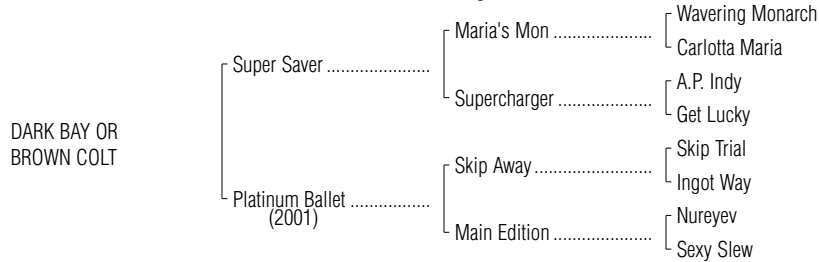 Wavering Monarch
Maria's Mon .....................
Carlotta Maria
Super Saver ......................
A.P. Indy
Supercharger ....................
Get Lucky
DARK BAY OR
BROWN COLT
Skip Trial
Skip Away .........................
Ingot Way
Platinum Ballet .................
(2001)
Nureyev
Main Edition .....................
Sexy Slew